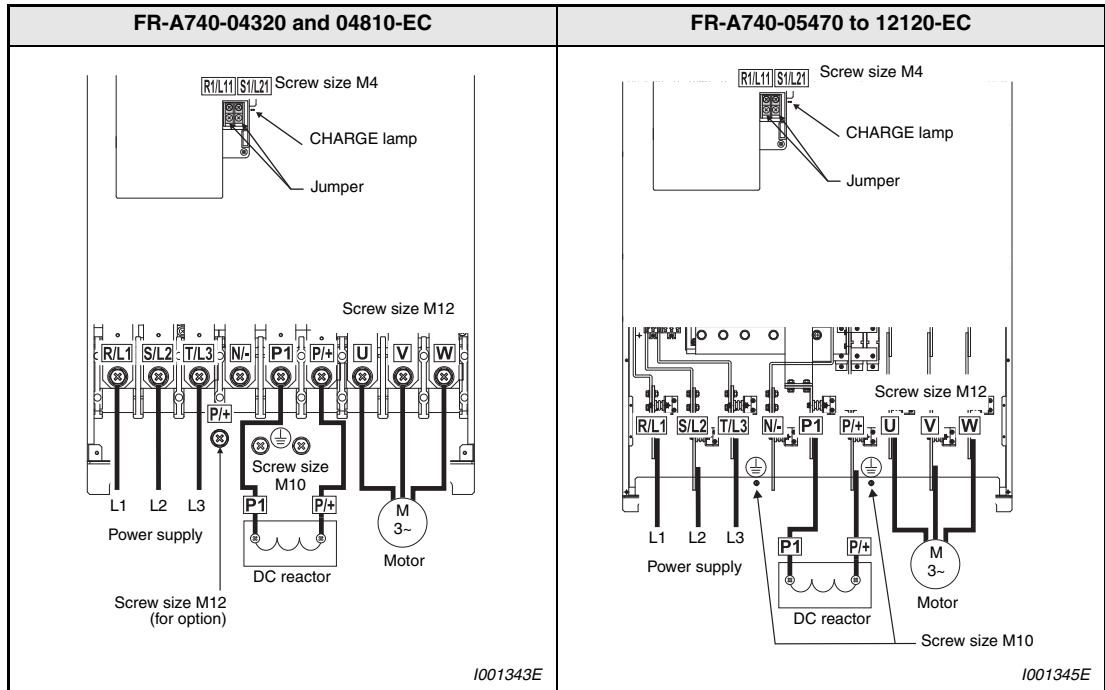 FR-A740-04320 and 04810-EC
R1/L11 S1/L21 Screw size M4
CHARGE lamp
Jumper
Screw size M12
R/L1 S/L2 T/L3 N/- P1 P/+ U V W
P/+
Screw size
M10
P1 P/+
L1 L2 L3
M
3~
Power supply
Motor
DC reactor
Screw size M12
(for option)
I001343E
FR-A740-05470 to 12120-EC
R1/L11 S1/L21 Screw size M4
CHARGE lamp
Jumper
Screw size M12
R/L1 S/L2 T/L3 N/- P1 P/+ U V W
L1 L2 L3
P1 P/+
M
3~
Power supply
Motor
DC reactor
Screw size M10
I001345E